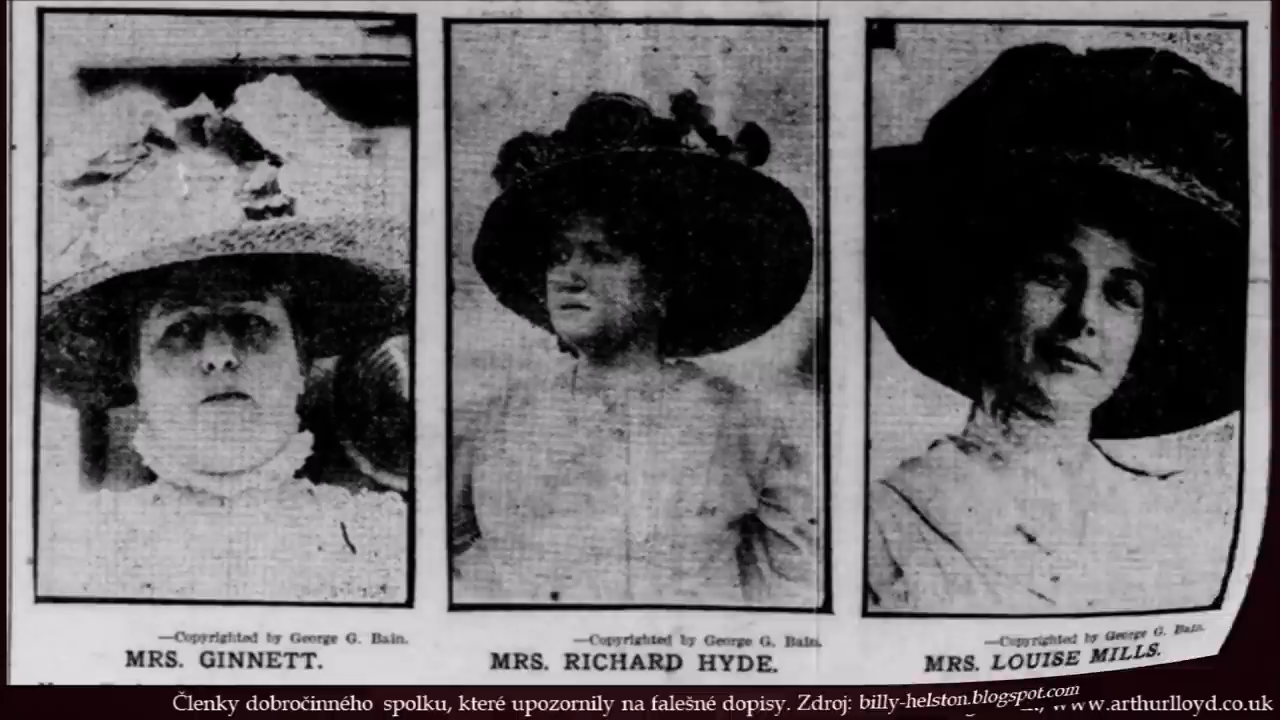 —Copyrighted by George G. Bain.
MRS. GINNETT.
—Copyrighted by George G. Bain.
MRS. RICHARD HYDE.
—Copyrighted by George G. Bain.
MRS. LOUISE MILLS.
Členky dobročinného spolku, které upozornily na falešné dopisy. Zdroj: billy-helston.blogspot.com www.arthurlloyd.co.uk